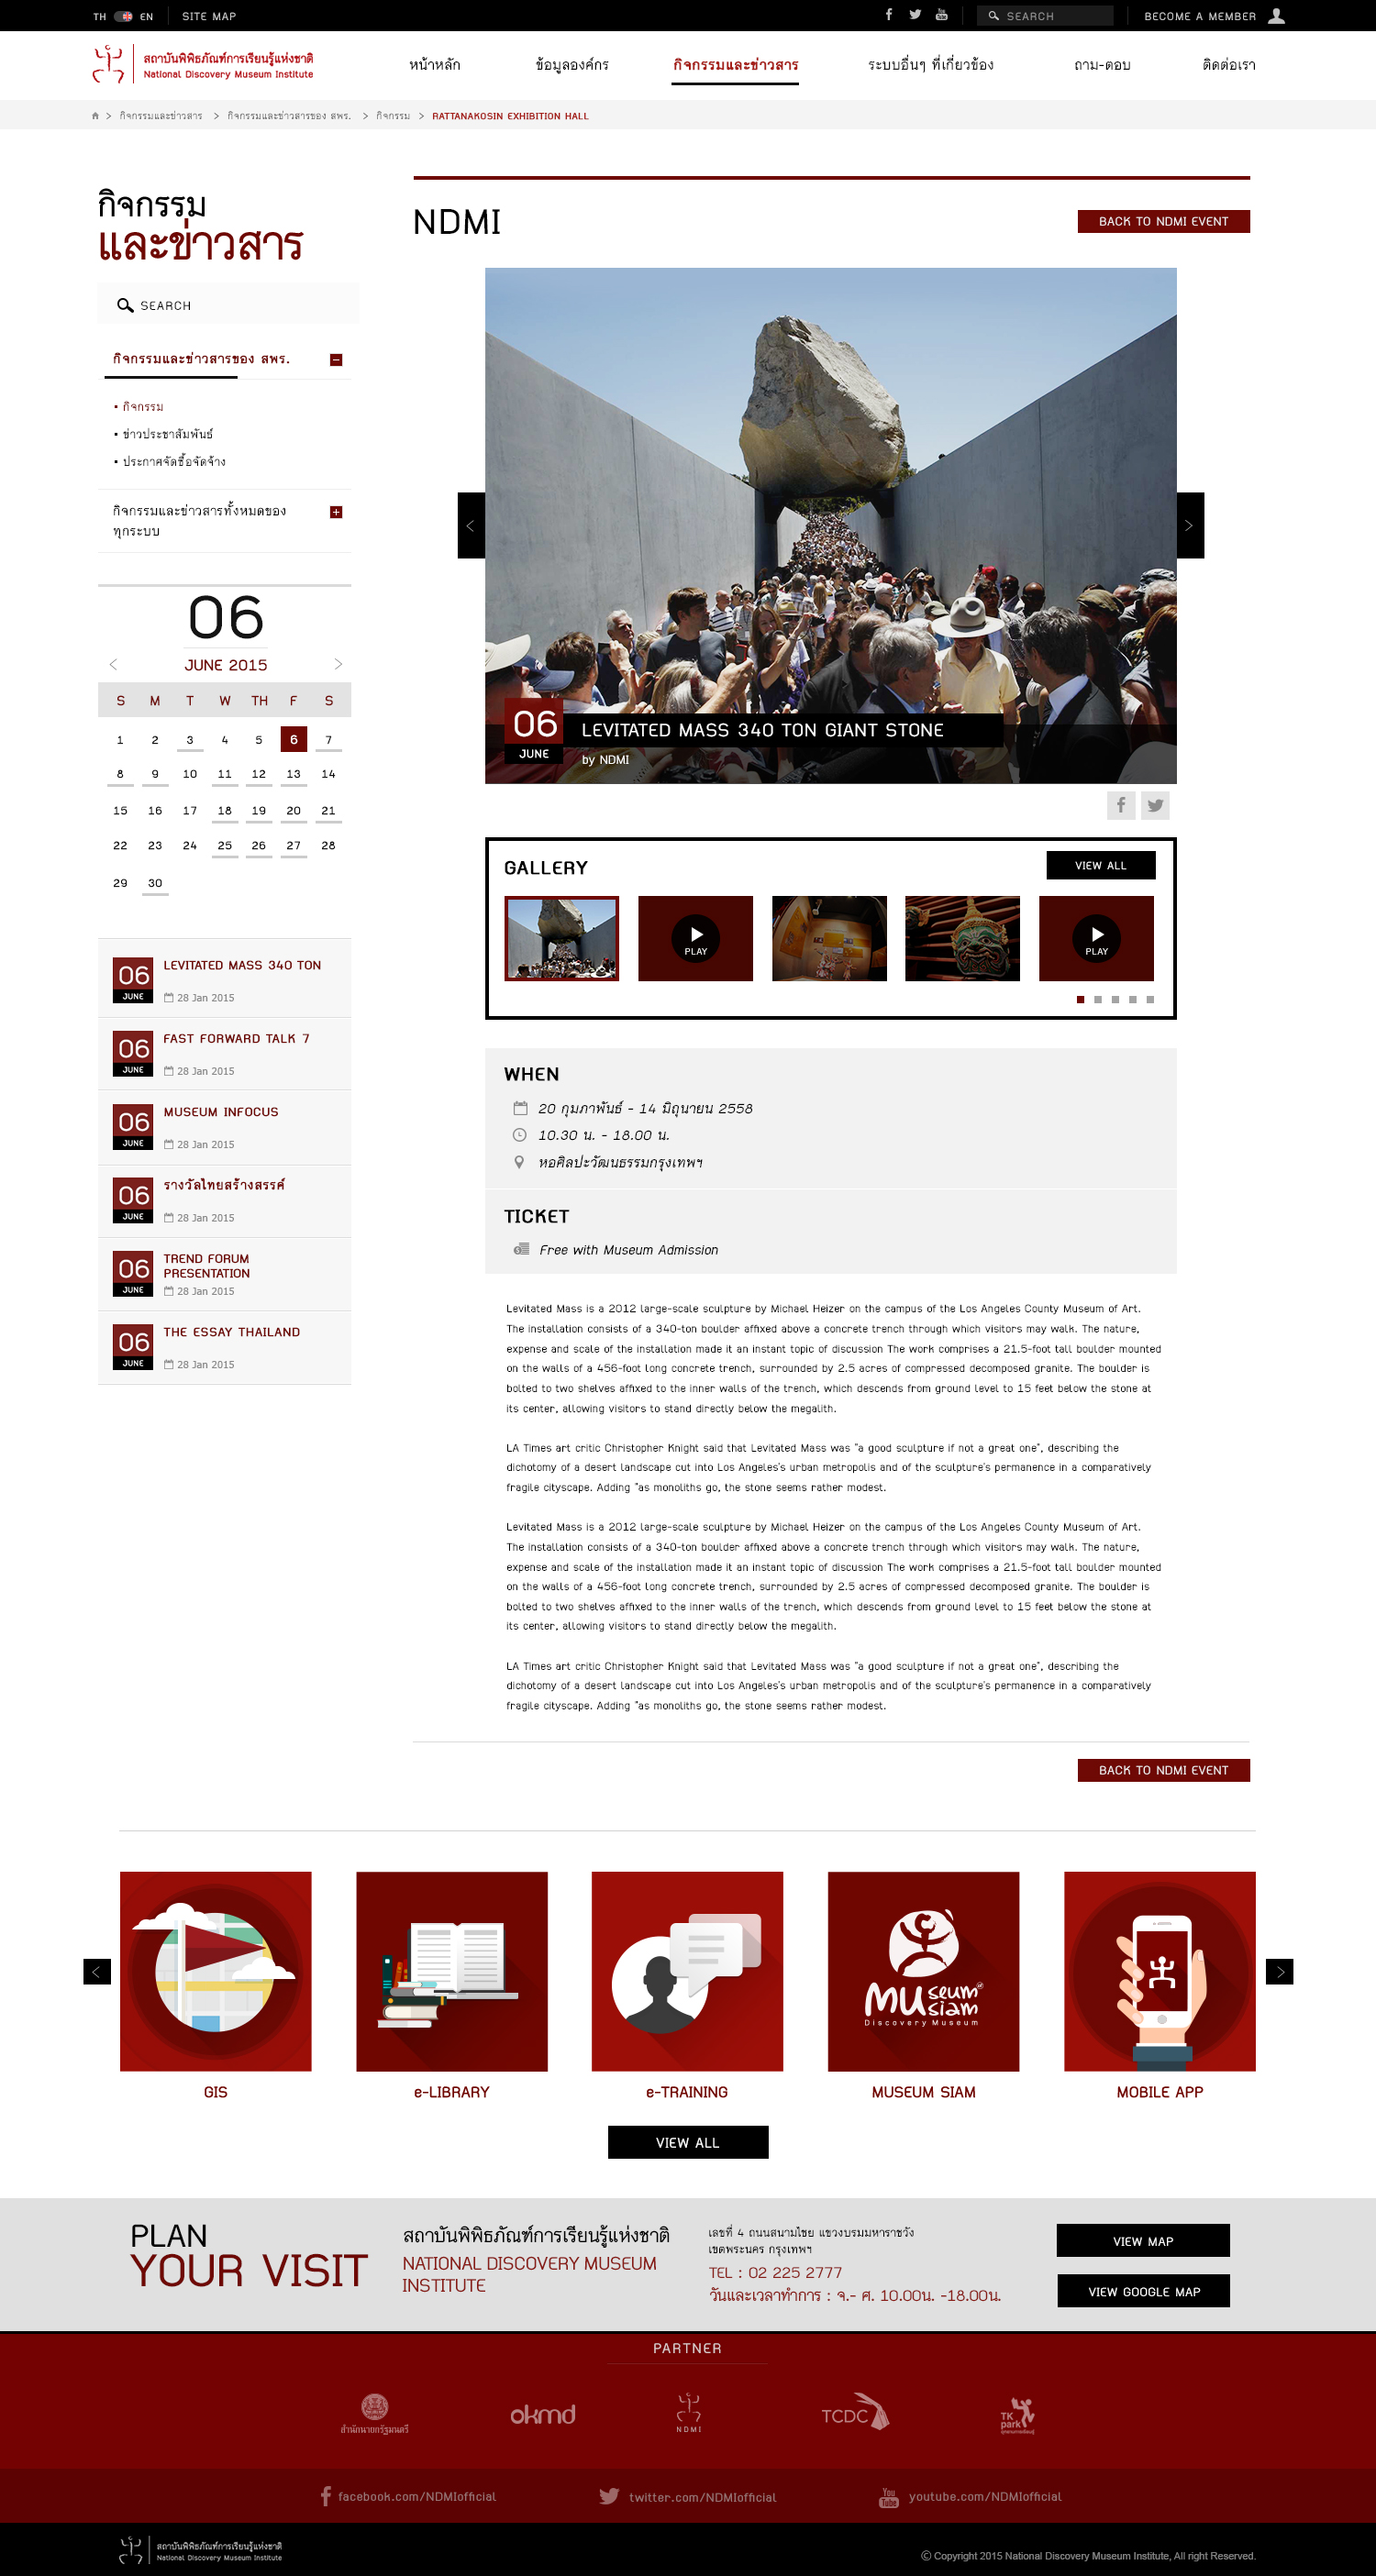 TH EN SITE MAP SEARCH BECOME A MEMBER
สถาบันพิพิธภัณฑ์การเรียนรู้แห่งชาติ
National Discovery Museum Institute
หน้าหลัก ข้อมูลองค์กร กิจกรรมและข่าวสาร ระบบอื่นๆ ที่เกี่ยวข้อง ถาม-ตอบ ติดต่อเรา
> กิจกรรมและข่าวสาร > กิจกรรมและข่าวสารของ สพร. > กิจกรรม > RATTANAKOSIN EXHIBITION HALL
กิจกรรม
และข่าวสาร
SEARCH
กิจกรรมและข่าวสารของ สพร.
• กิจกรรม
• ข่าวประชาสัมพันธ์
• ประกาศจัดซื้อจัดจ้าง
กิจกรรมและข่าวสารทั้งหมดของ
ทุกระบบ
06
JUNE 2015
S M T W TH F S
1 2 3 4 5 6 7
8 9 10 11 12 13 14
15 16 17 18 19 20 21
22 23 24 25 26 27 28
29 30
06 JUNE LEVITATED MASS 340 TON
28 Jan 2015
06 JUNE FAST FORWARD TALK 7
28 Jan 2015
06 JUNE MUSEUM INFOCUS
28 Jan 2015
06 JUNE รางวัลไทยสร้างสรรค์
28 Jan 2015
06 JUNE TREND FORUM
PRESENTATION
28 Jan 2015
06 JUNE THE ESSAY THAILAND
28 Jan 2015
NDMI
BACK TO NDMI EVENT
06
JUNE
LEVITATED MASS 340 TON GIANT STONE
by NDMI
GALLERY
VIEW ALL
PLAY
PLAY
WHEN
20 กุมภาพันธ์ - 14 มิถุนายน 2558
10.30 น. - 18.00 น.
หอศิลปะวัฒนธรรมกรุงเทพฯ
TICKET
Free with Museum Admission
Levitated Mass is a 2012 large-scale sculpture by Michael Heizer on the campus of the Los Angeles County Museum of Art.
The installation consists of a 340-ton boulder affixed above a concrete trench through which visitors may walk. The nature,
expense and scale of the installation made it an instant topic of discussion The work comprises a 21.5-foot tall boulder mounted
on the walls of a 456-foot long concrete trench, surrounded by 2.5 acres of compressed decomposed granite. The boulder is
bolted to two shelves affixed to the inner walls of the trench, which descends from ground level to 15 feet below the stone at
its center, allowing visitors to stand directly below the megalith.
LA Times art critic Christopher Knight said that Levitated Mass was "a good sculpture if not a great one", describing the
dichotomy of a desert landscape cut into Los Angeles's urban metropolis and of the sculpture's permanence in a comparatively
fragile cityscape. Adding "as monoliths go, the stone seems rather modest.
Levitated Mass is a 2012 large-scale sculpture by Michael Heizer on the campus of the Los Angeles County Museum of Art.
The installation consists of a 340-ton boulder affixed above a concrete trench through which visitors may walk. The nature,
expense and scale of the installation made it an instant topic of discussion The work comprises a 21.5-foot tall boulder mounted
on the walls of a 456-foot long concrete trench, surrounded by 2.5 acres of compressed decomposed granite. The boulder is
bolted to two shelves affixed to the inner walls of the trench, which descends from ground level to 15 feet below the stone at
its center, allowing visitors to stand directly below the megalith.
LA Times art critic Christopher Knight said that Levitated Mass was "a good sculpture if not a great one", describing the
dichotomy of a desert landscape cut into Los Angeles's urban metropolis and of the sculpture's permanence in a comparatively
fragile cityscape. Adding "as monoliths go, the stone seems rather modest.
BACK TO NDMI EVENT
Museum Siam
Discovery Museum
GIS e-LIBRARY e-TRAINING MUSEUM SIAM MOBILE APP
VIEW ALL
PLAN
YOUR VISIT
สถาบันพิพิธภัณฑ์การเรียนรู้แห่งชาติ
NATIONAL DISCOVERY MUSEUM
INSTITUTE
เลขที่ 4 ถนนสนามไชย แขวงบรมมหาราชวัง
เขตพระนคร กรุงเทพฯ
TEL : 02 225 2777
วันและเวลาทำการ : จ.- ศ. 10.00น. -18.00น.
VIEW MAP
VIEW GOOGLE MAP
PARTNER
สำนักนายกรัฐมนตรี okmd NDMI TCDC TK park
facebook.com/NDMIofficial twitter.com/NDMIofficial You Tube youtube.com/NDMIofficial
สถาบันพิพิธภัณฑ์การเรียนรู้แห่งชาติ
National Discovery Museum Institute
© Copyright 2015 National Discovery Museum Institute, All right Reserved.